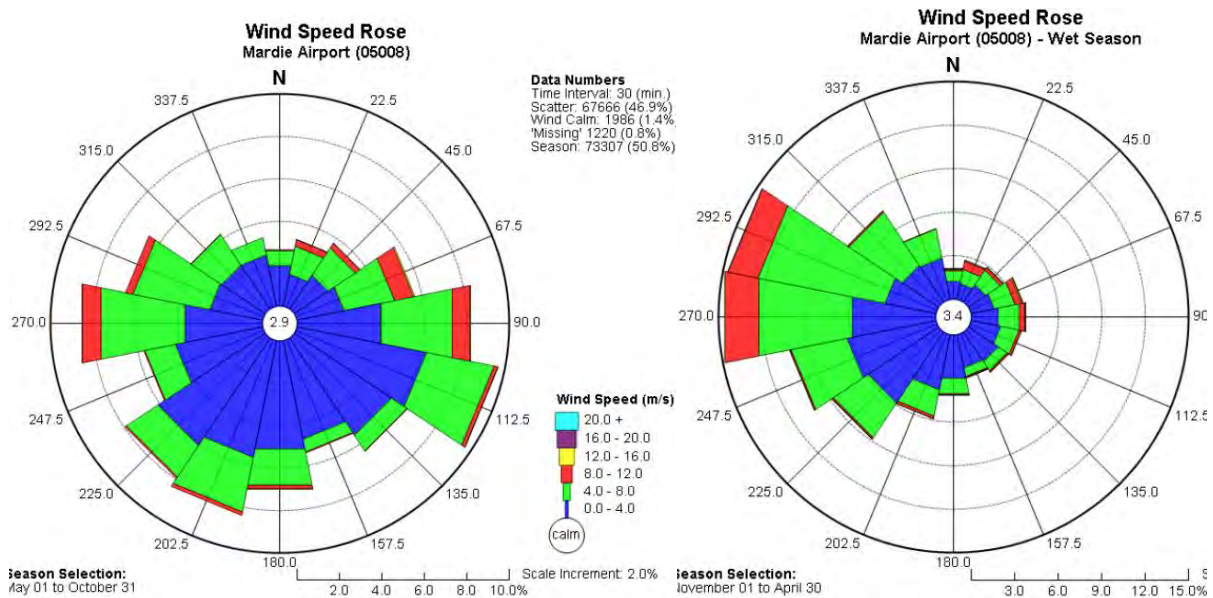 Wind Speed Rose
Mardie Airport (05008)
N
22.5
45.0
67.5
90.0
112.5
135.0
157.5
180.0
202.5
225.0
247.5
270.0
292.5
315.0
337.5
2.9
Season Selection:
May 01 to October 31
2.0 4.0 6.0 8.0 10.0%
Data Numbers
Time Interval: 30 (min.)
Scatter: 67666 (46.9%)
Wind Calm: 1986 (1.4%
'Missing' 1220 (0.8%)
Season: 73307 (50.8%)
Wind Speed (m/s)
20.0 +
16.0 - 20.0
12.0 - 16.0
8.0 - 12.0
4.0 - 8.0
0.0 - 4.0
calm
Scale Increment: 2.0%
Wind Speed Rose
Mardie Airport (05008) - Wet Season
N
22.5
45.0
67.5
90
112.5
135.0
157.5
180.0
202.5
225.0
247.5
270.0
292.5
315.0
337.5
3.4
Season Selection:
November 01 to April 30
3.0 6.0 9.0 12.0 15.0%
S